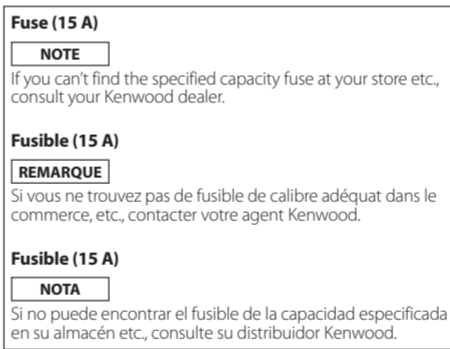 Fuse (15 A)
NOTE
If you can't find the specified capacity fuse at your store etc.,
consult your Kenwood dealer.
Fusible (15 A)
REMARQUE
Si vous ne trouvez pas de fusible de calibre adéquat dans le
commerce, etc., contacter votre agent Kenwood.
Fusible (15 A)
NOTA
Si no puede encontrar el fusible de la capacidad especificada
en su almacén etc., consulte su distribuidor Kenwood.